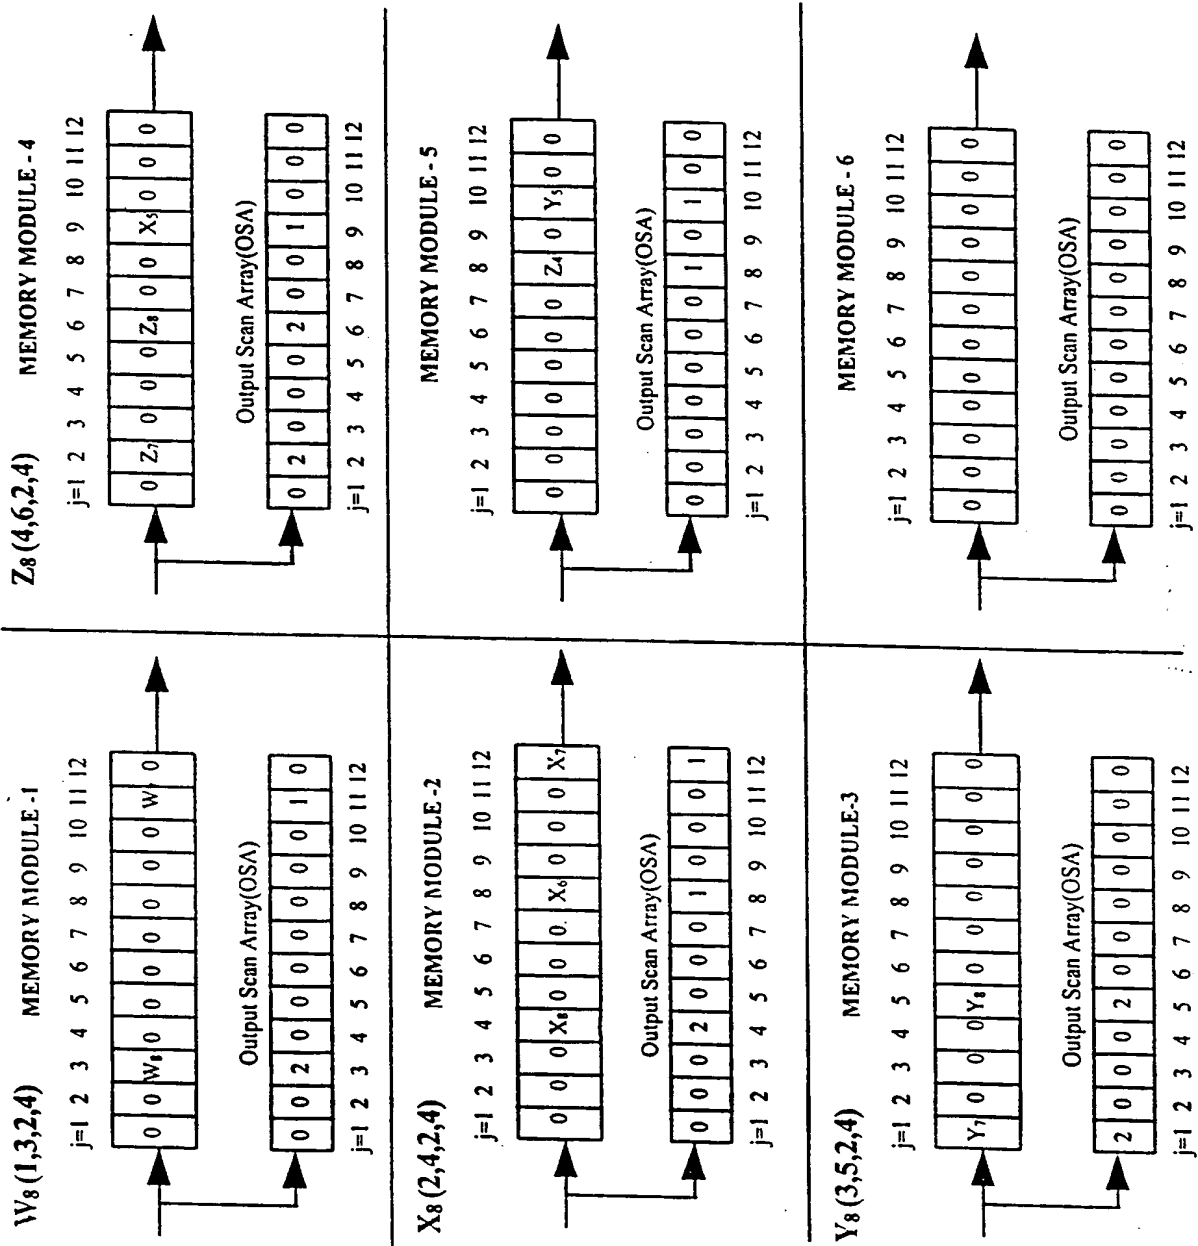 W8 (1,3,2,4) MEMORY MODULE -1
j=1 2 3 4 5 6 7 8 9 10 11 12
0 0 W8 0 0 0 0 0 0 0 W7 0
Output Scan Array(OSA)
0 0 2 0 0 0 0 0 0 0 1 0
j=1 2 3 4 5 6 7 8 9 10 11 12
Z8 (4,6,2,4) MEMORY MODULE - 4
j=1 2 3 4 5 6 7 8 9 10 11 12
0 Z7 0 0 0 Z8 0 0 X5 0 0 0
Output Scan Array(OSA)
0 2 0 0 0 2 0 0 1 0 0 0
j=1 2 3 4 5 6 7 8 9 10 11 12
X8 (2,4,2,4) MEMORY MODULE -2
j=1 2 3 4 5 6 7 8 9 10 11 12
0 0 0 X8 0 0 0 X6 0 0 0 X7
Output Scan Array(OSA)
0 0 0 2 0 0 0 1 0 0 0 1
j=1 2 3 4 5 6 7 8 9 10 11 12
MEMORY MODULE - 5
j=1 2 3 4 5 6 7 8 9 10 11 12
0 0 0 0 0 0 0 Z4 0 Y5 0 0
Output Scan Array(OSA)
0 0 0 0 0 0 0 1 0 1 0 0
j=1 2 3 4 5 6 7 8 9 10 11 12
Y8 (3,5,2,4) MEMORY MODULE-3
j=1 2 3 4 5 6 7 8 9 10 11 12
Y7 0 0 0 Y8 0 0 0 0 0 0 0
Output Scan Array(OSA)
2 0 0 0 2 0 0 0 0 0 0 0
j=1 2 3 4 5 6 7 8 9 10 11 12
MEMORY MODULE - 6
j=1 2 3 4 5 6 7 8 9 10 11 12
0 0 0 0 0 0 0 0 0 0 0 0
Output Scan Array(OSA)
0 0 0 0 0 0 0 0 0 0 0 0
j=1 2 3 4 5 6 7 8 9 10 11 12